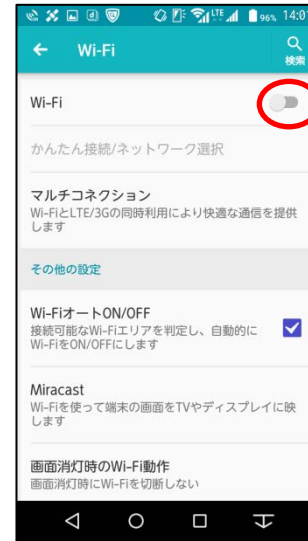 LTE 96% 14:01
Wi-Fi
検索
Wi-Fi
かんたん接続/ネットワーク選択
マルチコネクション
Wi-FiとLTE/3Gの同時利用により快適な通信を提供
します
その他の設定
Wi-FiオートON/OFF
接続可能なWi-Fiエリアを判定し、自動的に
Wi-FiをON/OFFにします
Miracast
Wi-Fiを使って端末の画面をTVやディスプレイに映
します
画面消灯時のWi-Fi動作
画面消灯時にWi-Fiを切断しない